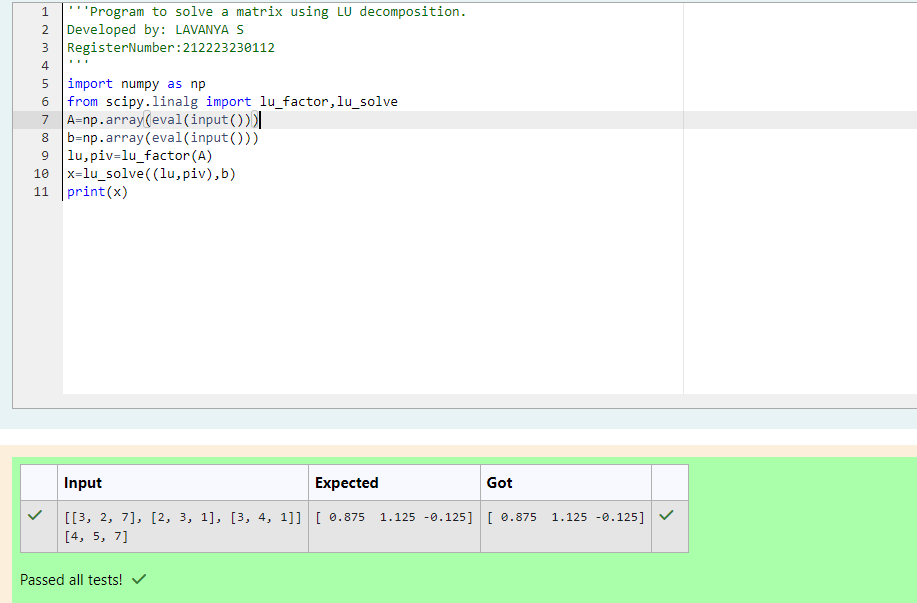 1 '''Program to solve a matrix using LU decomposition.
2 Developed by: LAVANYA S
3 RegisterNumber:212223230112
4 '''
5 import numpy as np
6 from scipy.linalg import lu_factor,lu_solve
7 A=np.array(eval(input()))
8 b=np.array(eval(input()))
9 lu,piv=lu_factor(A)
10 x=lu_solve((lu,piv),b)
11 print(x)
Input Expected Got
[[3, 2, 7], [2, 3, 1], [3, 4, 1]] [ 0.875  1.125 -0.125] [ 0.875  1.125 -0.125]
[4, 5, 7]
Passed all tests!